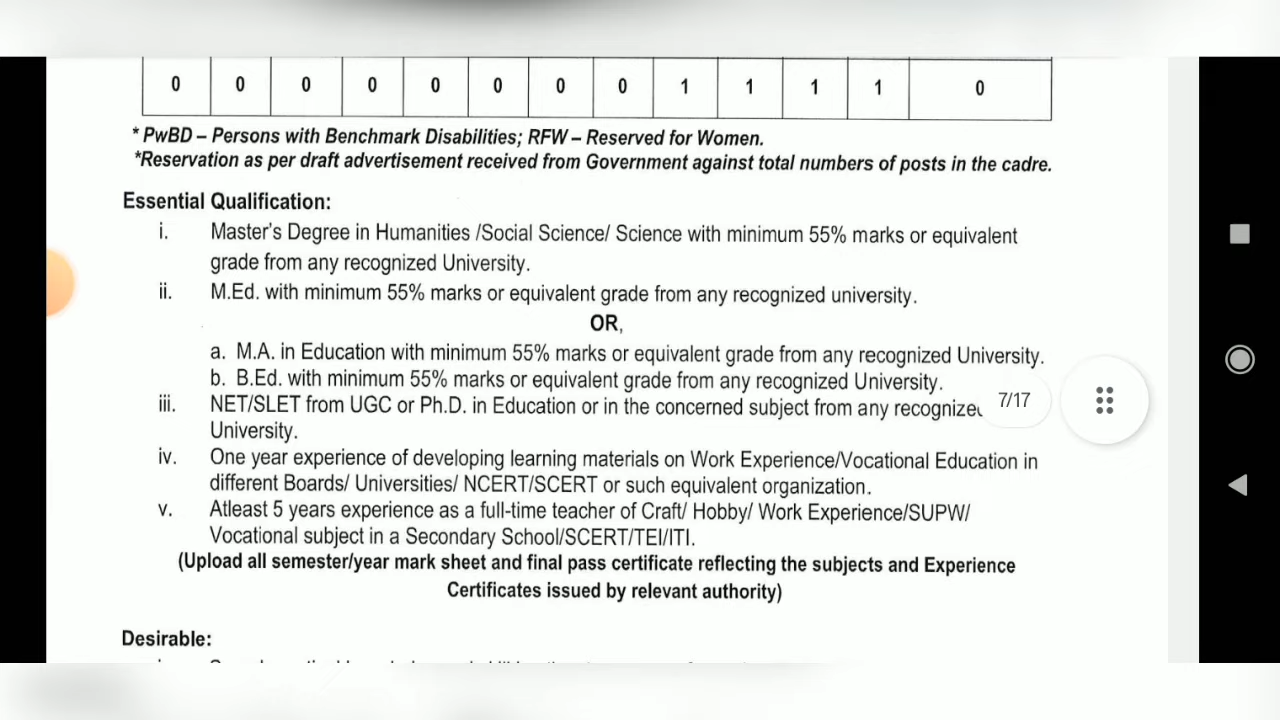 0 0 0 0 0 0 0 0 1 1 1 1 0
* PwBD – Persons with Benchmark Disabilities; RFW – Reserved for Women.
*Reservation as per draft advertisement received from Government against total numbers of posts in the cadre.
Essential Qualification:
i. Master's Degree in Humanities /Social Science/ Science with minimum 55% marks or equivalent
grade from any recognized University.
ii. M.Ed. with minimum 55% marks or equivalent grade from any recognized university.
OR,
a. M.A. in Education with minimum 55% marks or equivalent grade from any recognized University.
b. B.Ed. with minimum 55% marks or equivalent grade from any recognized University.
iii. NET/SLET from UGC or Ph.D. in Education or in the concerned subject from any
7/17
University.
iv. One year experience of developing learning materials on Work Experience/Vocational Education in
different Boards/ Universities/ NCERT/SCERT or such equivalent organization.
v. Atleast 5 years experience as a full-time teacher of Craft/ Hobby/ Work Experience/SUPW/
Vocational subject in a Secondary School/SCERT/TEI/ITI.
(Upload all semester/year mark sheet and final pass certificate reflecting the subjects and Experience
Certificates issued by relevant authority)
Desirable: